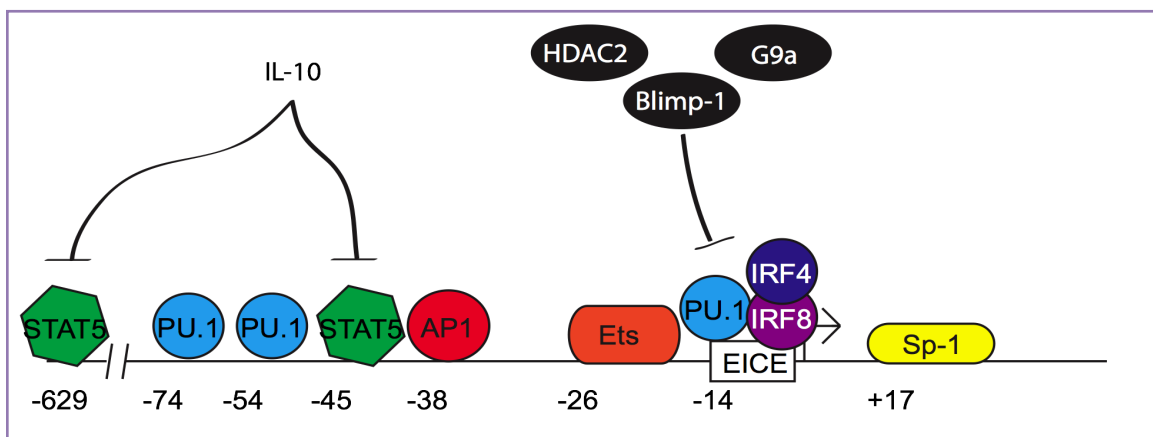 HDAC2
G9a
IL-10
Blimp-1
IRF4
STAT5
PU.1
PU.1
STAT5
AP1
Ets
PU.1
IRF8
Sp-1
EICE
-629
-74
-54
-45
-38
-26
-14
+17